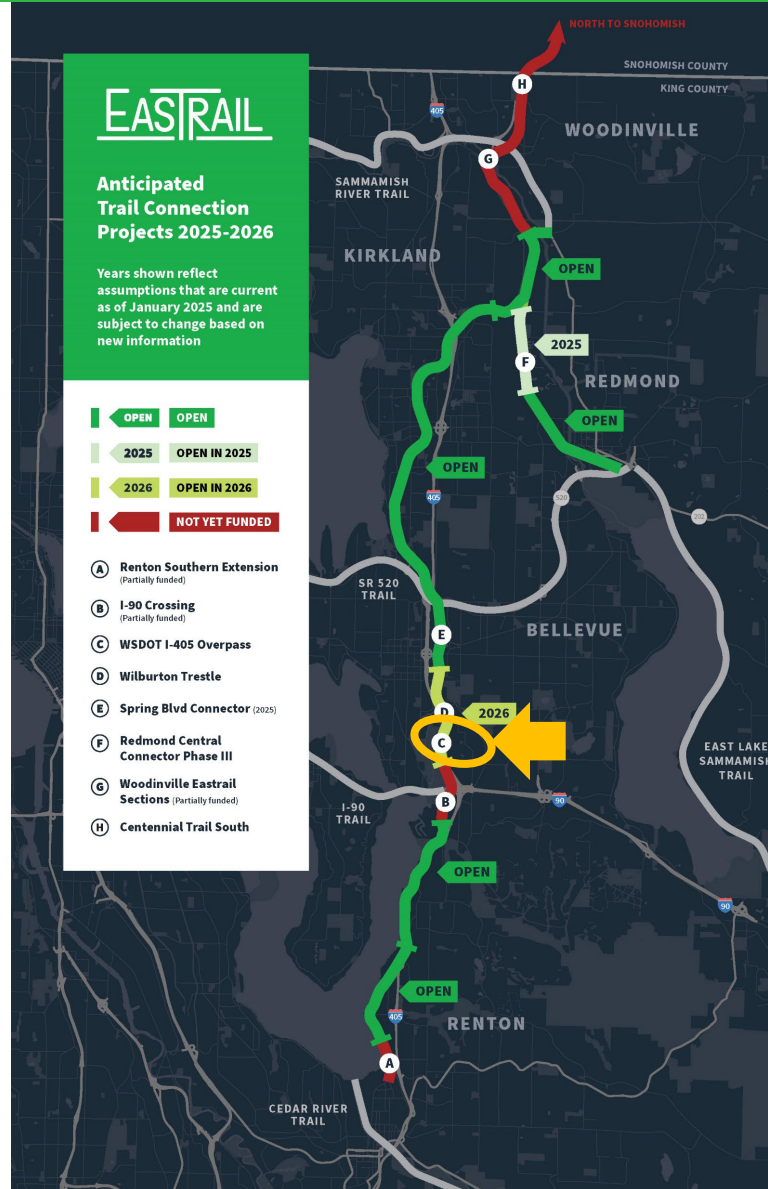 NORTH TO SNOHOMISH
SNOHOMISH COUNTY
KING COUNTY
H
405
WOODINVILLE
G
EASTRAIL
Anticipated
Trail Connection
Projects 2025-2026
Years shown reflect
assumptions that are current
as of January 2025 and are
subject to change based on
new information
SAMMAMISH
RIVER TRAIL
KIRKLAND
OPEN
2025
F
REDMOND
OPEN
OPEN
OPEN
OPEN
2025
OPEN IN 2025
2026
OPEN IN 2026
NOT YET FUNDED
405
520
202
A Renton Southern Extension
(Partially funded)
B I-90 Crossing
(Partially funded)
C WSDOT I-405 Overpass
D Wilburton Trestle
E Spring Blvd Connector (2025)
F Redmond Central
Connector Phase III
G Woodinville Eastrail
Sections (Partially funded)
H Centennial Trail South
SR 520
TRAIL
E
BELLEVUE
D
2026
C
EAST LAKE
SAMMAMISH
TRAIL
B
90
I-90
TRAIL
OPEN
90
OPEN
405
RENTON
A
CEDAR RIVER
TRAIL